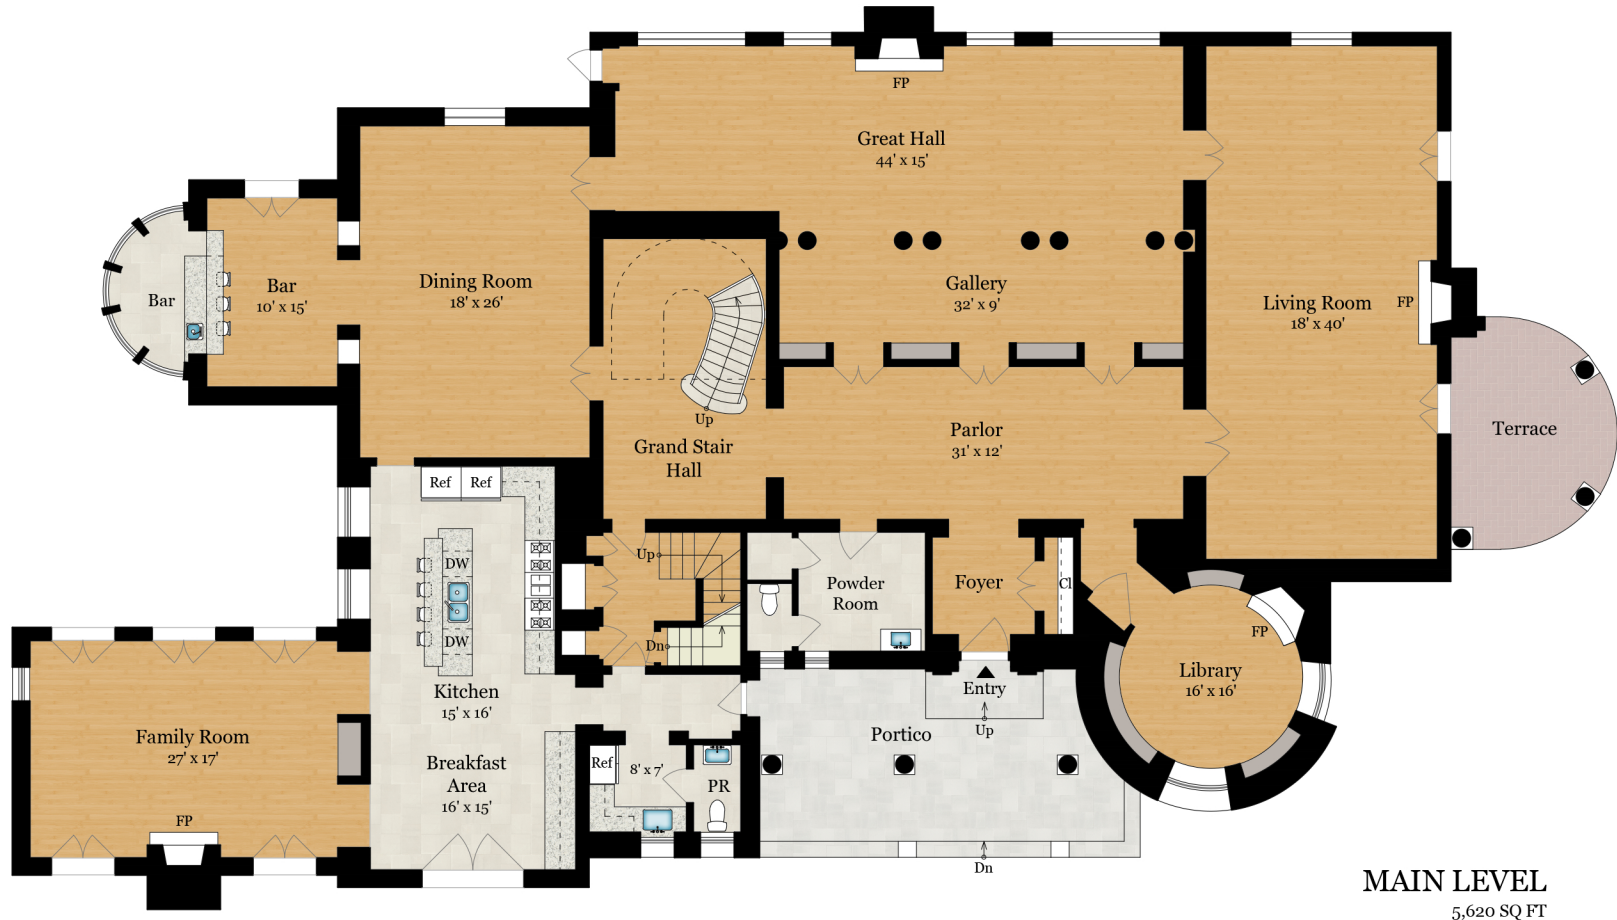 FP
Great Hall
44' x 15'
Dining Room
18' x 26'
Bar
Bar
10' x 15'
Gallery
32' x 9'
Living Room
18' x 40'
FP
Up
Grand Stair
Hall
Parlor
31' x 12'
Terrace
Ref
Ref
DW
DW
Up
Dn
Powder
Room
Foyer
Cl
FP
Library
16' x 16'
Kitchen
15' x 16'
Entry
Up
Portico
Family Room
27' x 17'
FP
Breakfast
Area
16' x 15'
Ref
8' x 7'
PR
Dn
MAIN LEVEL
5,620 SQ FT